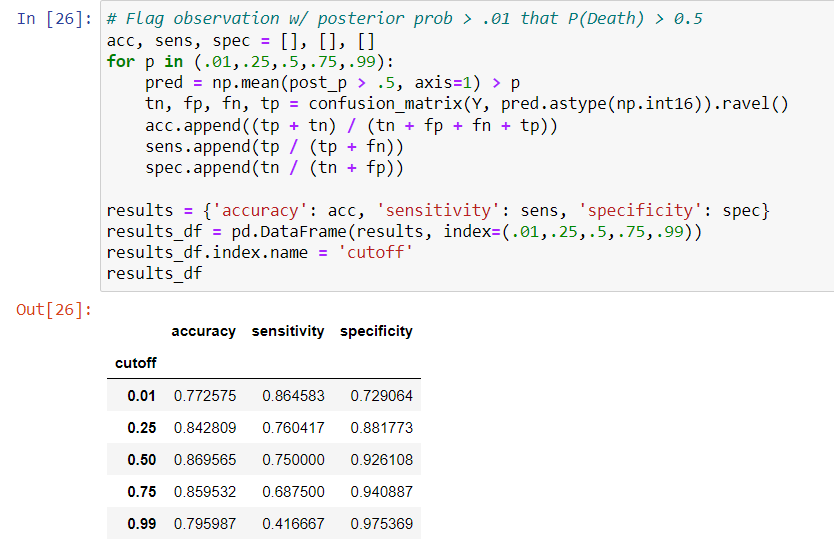 In [26]: # Flag observation w/ posterior prob > .01 that P(Death) > 0.5
acc, sens, spec = [], [], []
for p in (.01,.25,.5,.75,.99):
    pred = np.mean(post_p > .5, axis=1) > p
    tn, fp, fn, tp = confusion_matrix(Y, pred.astype(np.int16)).ravel()
    acc.append((tp + tn) / (tn + fp + fn + tp))
    sens.append(tp / (tp + fn))
    spec.append(tn / (tn + fp))
results = {'accuracy': acc, 'sensitivity': sens, 'specificity': spec}
results_df = pd.DataFrame(results, index=(.01,.25,.5,.75,.99))
results_df.index.name = 'cutoff'
results_df
Out[26]:
accuracy sensitivity specificity
cutoff
0.01 0.772575 0.864583 0.729064
0.25 0.842809 0.760417 0.881773
0.50 0.869565 0.750000 0.926108
0.75 0.859532 0.687500 0.940887
0.99 0.795987 0.416667 0.975369